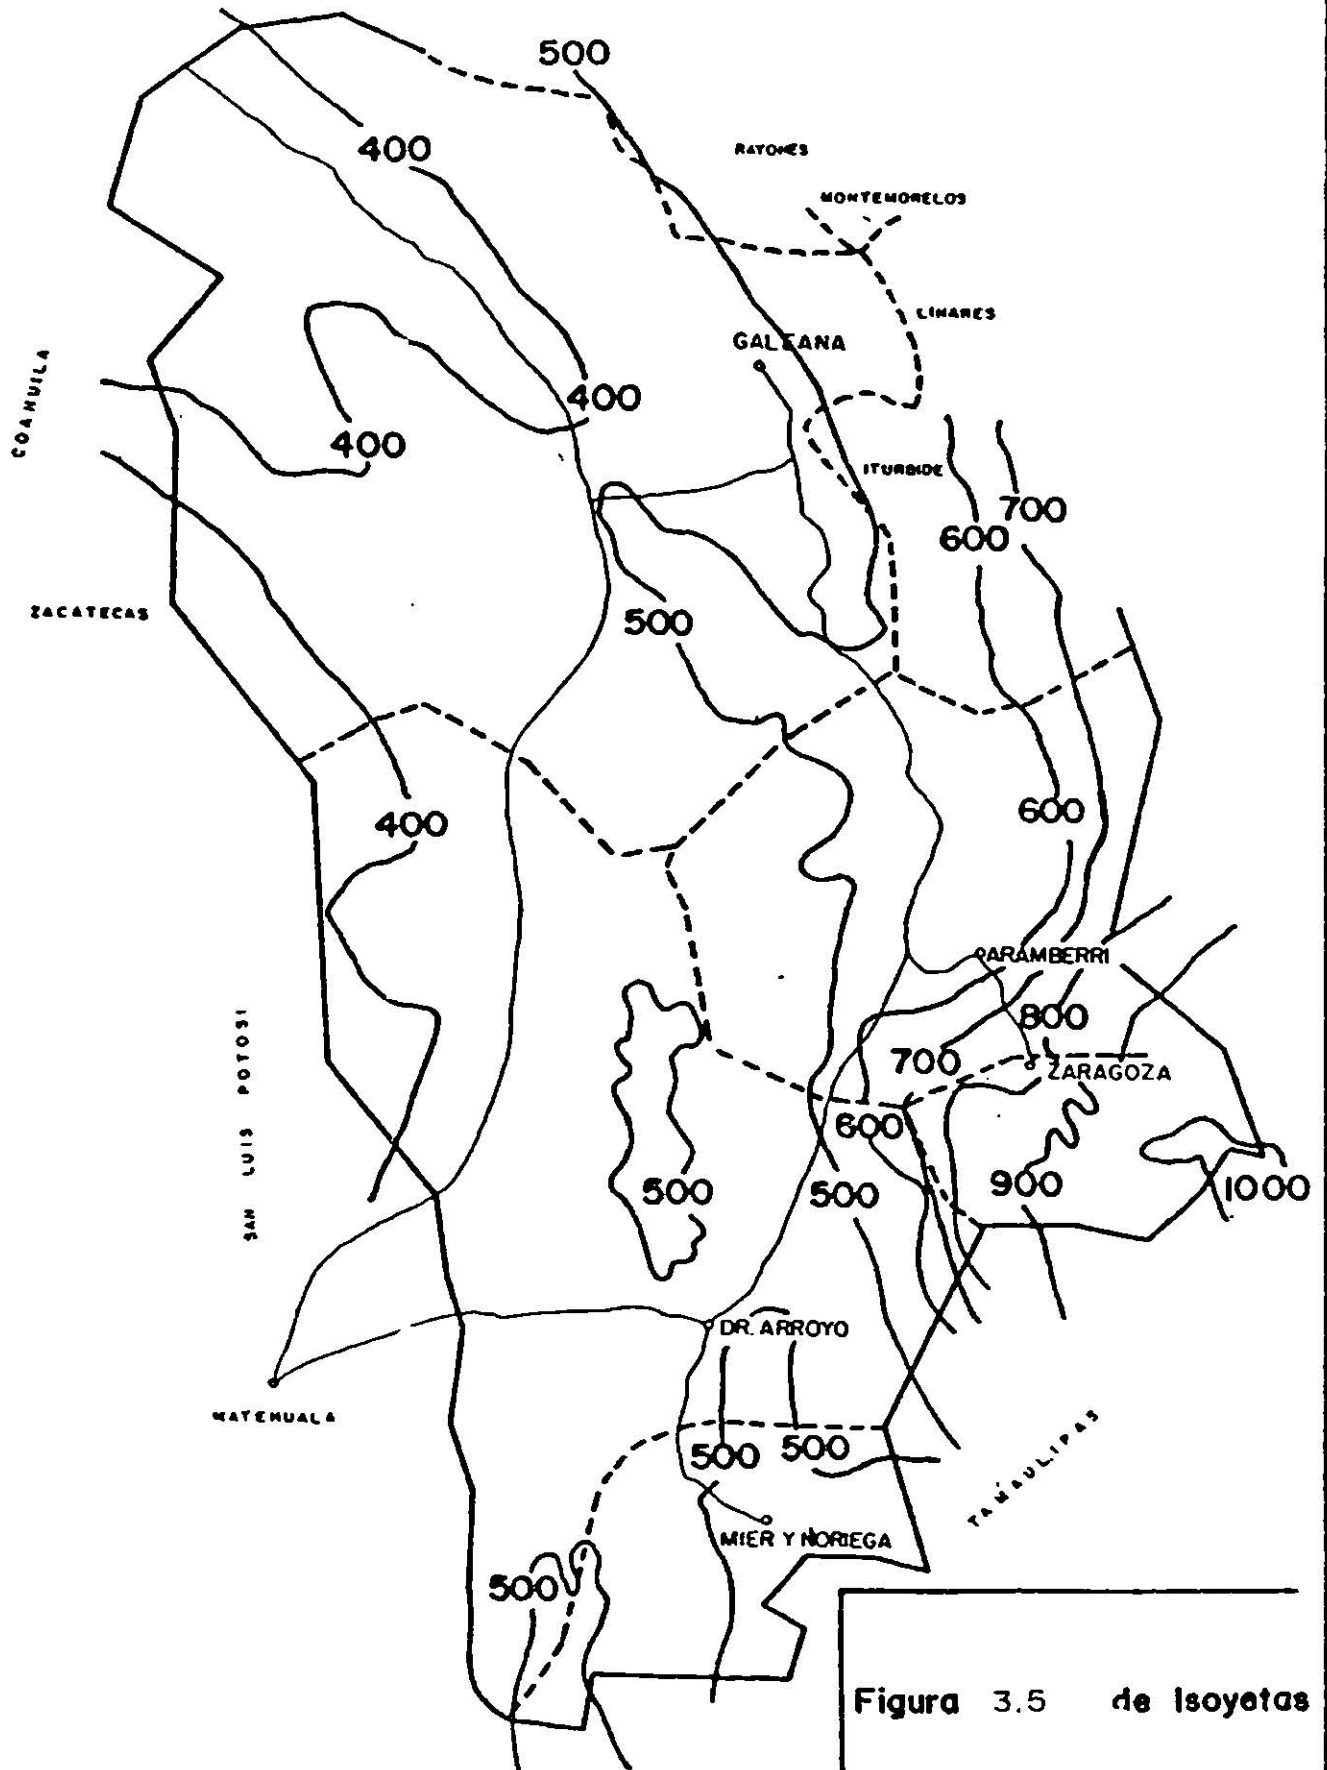 500
400
RAYONES
MONTEMORELOS
LINARES
GALEANA
COAHUILA
400
400
ITURBIDE
700
600
ZACATECAS
500
400
600
ARAMBERRI
800
700
ZARAGOZA
SAN LUIS POTOSI
600
500
500
900
1000
DR. ARROYO
MATEHUALA
500
500
TAMAULIPAS
MIER Y NORIEGA
500
Figura 3.5 de Isoyetas